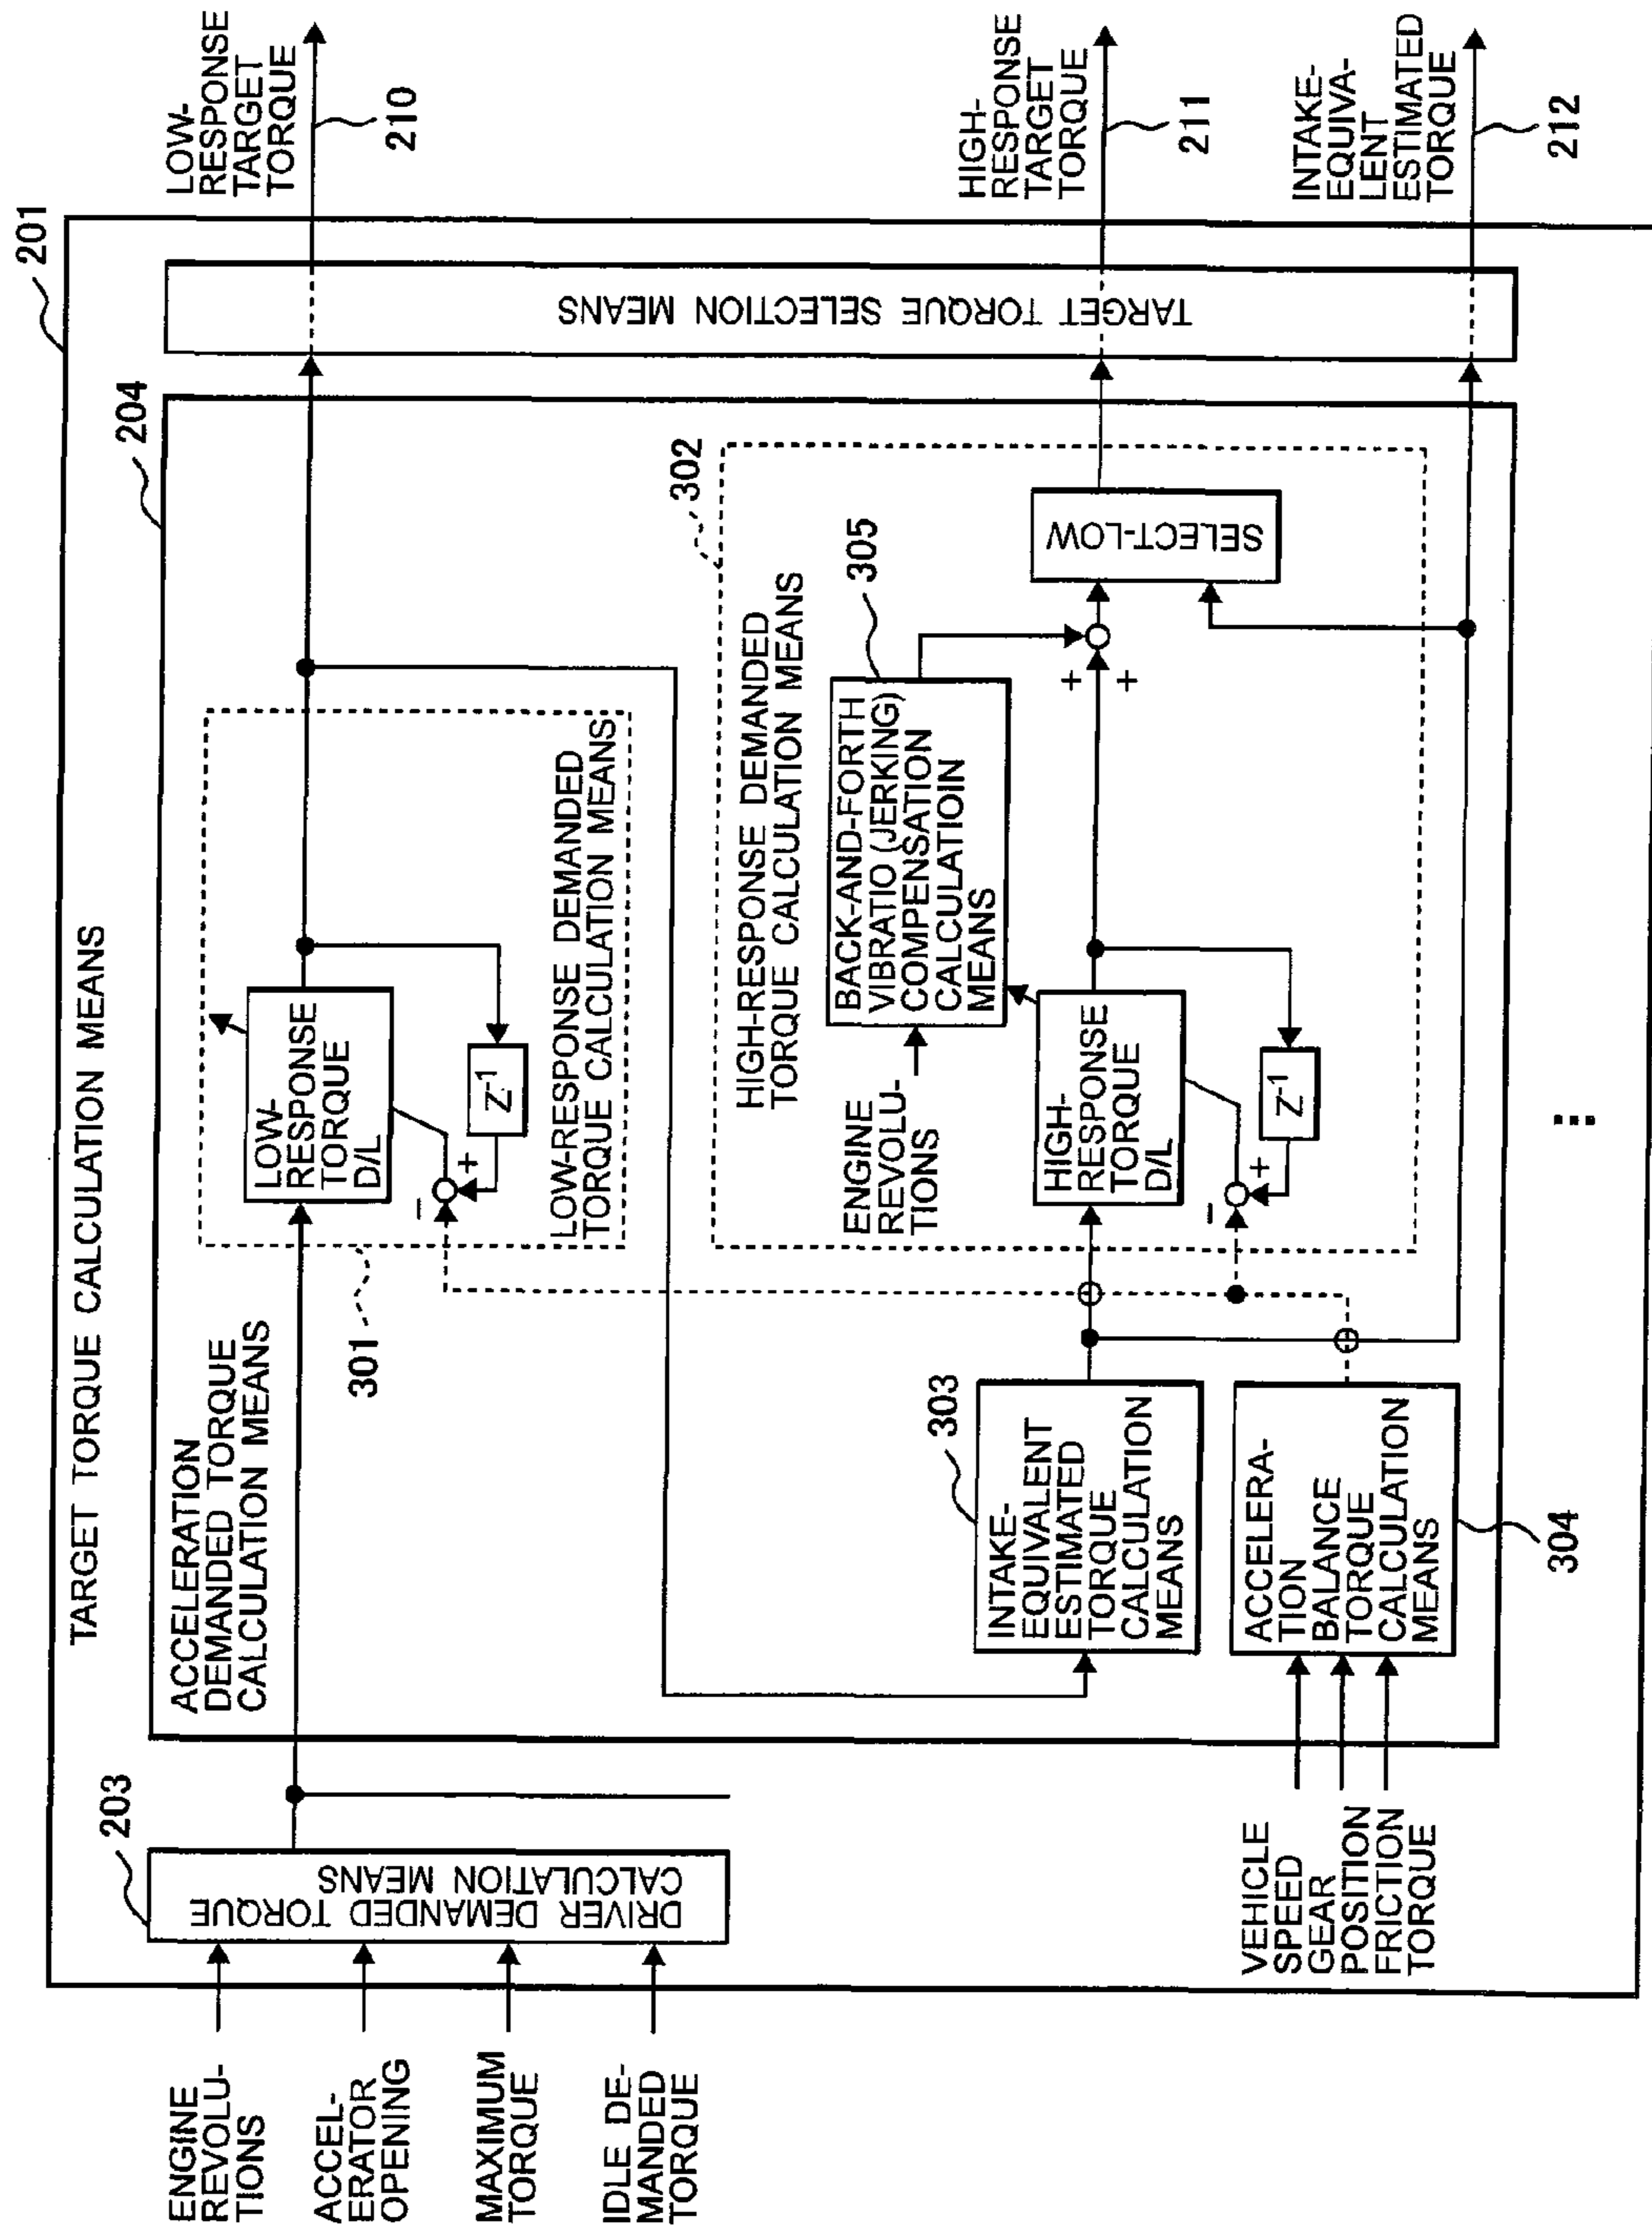 TARGET TORQUE CALCULATION MEANS
201
ENGINE
REVOLU-
TIONS
ACCEL-
ERATOR
OPENING
MAXIMUM
TORQUE
IDLE DE-
MANDED
TORQUE
203
DRIVER DEMANDED TORQUE
CALCULATION MEANS
204
ACCELERATION
DEMANDED TORQUE
CALCULATION MEANS
301
LOW-
RESPONSE
TORQUE
D/L
Z-1
−
+
LOW-RESPONSE DEMANDED
TORQUE CALCULATION MEANS
302
HIGH-RESPONSE DEMANDED
TORQUE CALCULATION MEANS
305
BACK-AND-FORTH
VIBRATIO (JERKING)
COMPENSATION
CALCULATIOIN
MEANS
ENGINE
REVOLU-
TIONS
HIGH-
RESPONSE
TORQUE
D/L
Z-1
−
+
+
+
SELECT-LOW
303
INTAKE-
EQUIVALENT
ESTIMATED
TORQUE
CALCULATION
MEANS
ACCELERA-
TION
BALANCE
TORQUE
CALCULATION
MEANS
304
VEHICLE
SPEED
GEAR
POSITION
FRICTION
TORQUE
TARGET TORQUE SELECTION MEANS
LOW-
RESPONSE
TARGET
TORQUE
210
HIGH-
RESPONSE
TARGET
TORQUE
211
INTAKE-
EQUIVA-
LENT
ESTIMATED
TORQUE
212